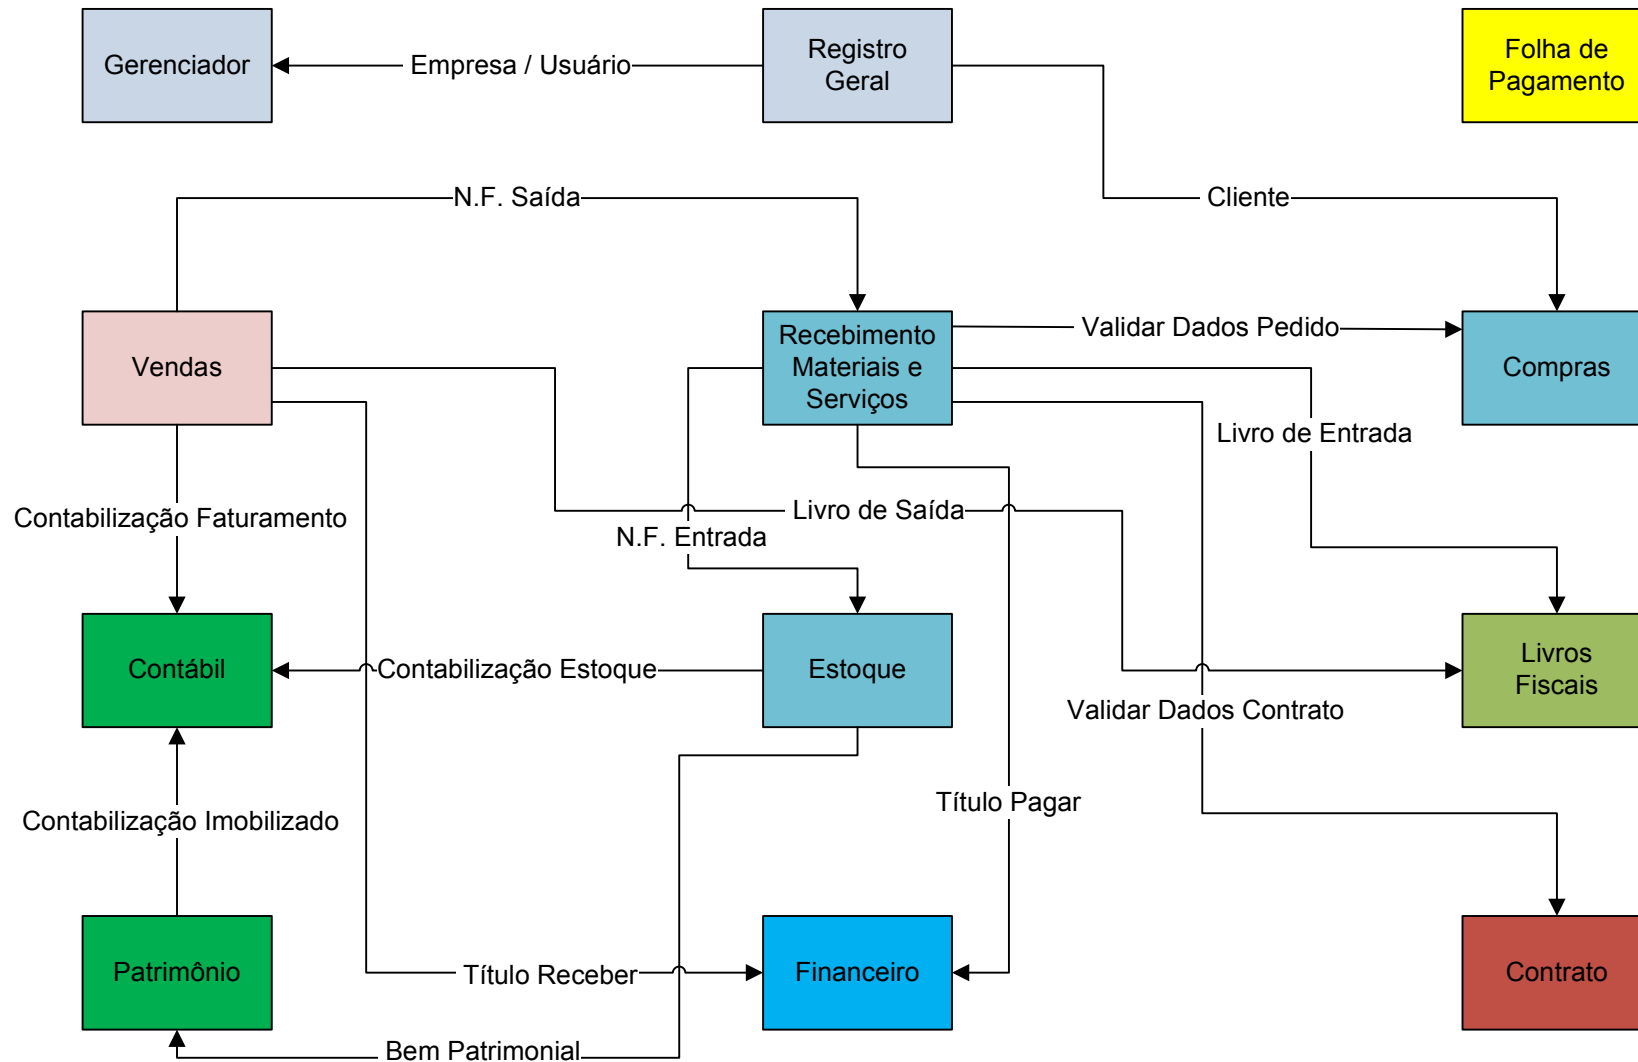 Gerenciador
Empresa / Usuário
Registro
Geral
Folha de
Pagamento
N.F. Saída
Cliente
Vendas
Recebimento
Materiais e
Serviços
Validar Dados Pedido
Compras
Livro de Entrada
Contabilização Faturamento
Livro de Saída
N.F. Entrada
Contábil
Contabilização Estoque
Estoque
Livros
Fiscais
Validar Dados Contrato
Contabilização Imobilizado
Título Pagar
Patrimônio
Título Receber
Financeiro
Contrato
Bem Patrimonial